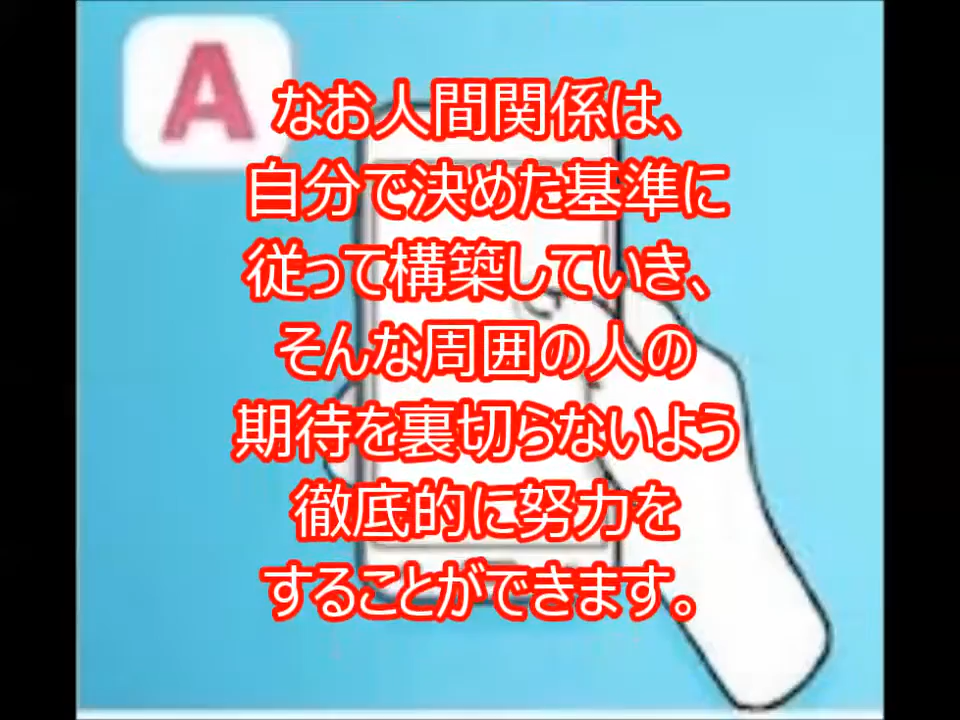 A
なお人間関係は、
自分で決めた基準に
従って構築していき、
そんな周囲の人の
期待を裏切らないよう
徹底的に努力を
することができます。